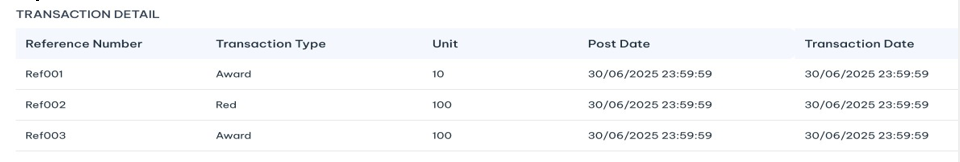 TRANSACTION DETAIL
Reference Number Transaction Type Unit Post Date Transaction Date
Ref001 Award 10 30/06/2025 23:59:59 30/06/2025 23:59:59
Ref002 Red 100 30/06/2025 23:59:59 30/06/2025 23:59:59
Ref003 Award 100 30/06/2025 23:59:59 30/06/2025 23:59:59